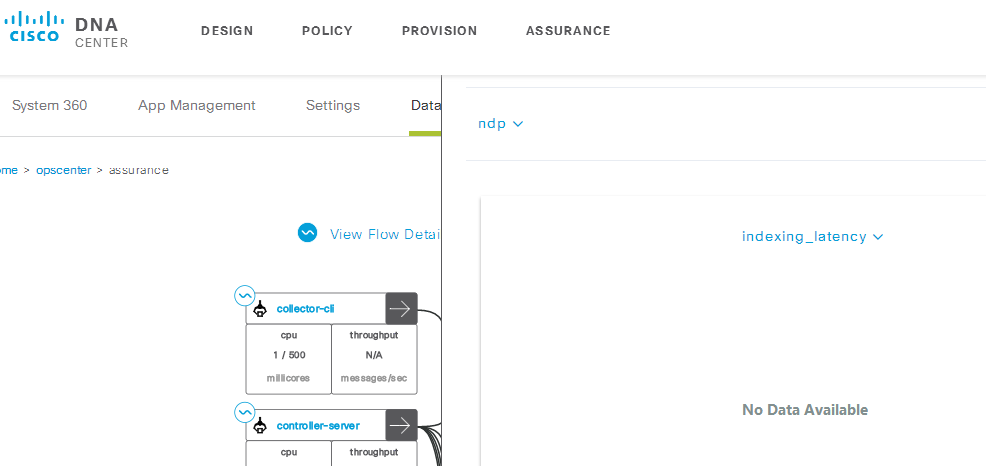 CISCO DNA CENTER
DESIGN POLICY PROVISION ASSURANCE
System 360 App Management Settings Data
ome > opscenter > assurance
View Flow Detai
collector-cli
cpu throughput
1 / 500 N/A
millicores messages/sec
controller-server
cpu throughput
ndp
indexing_latency
No Data Available